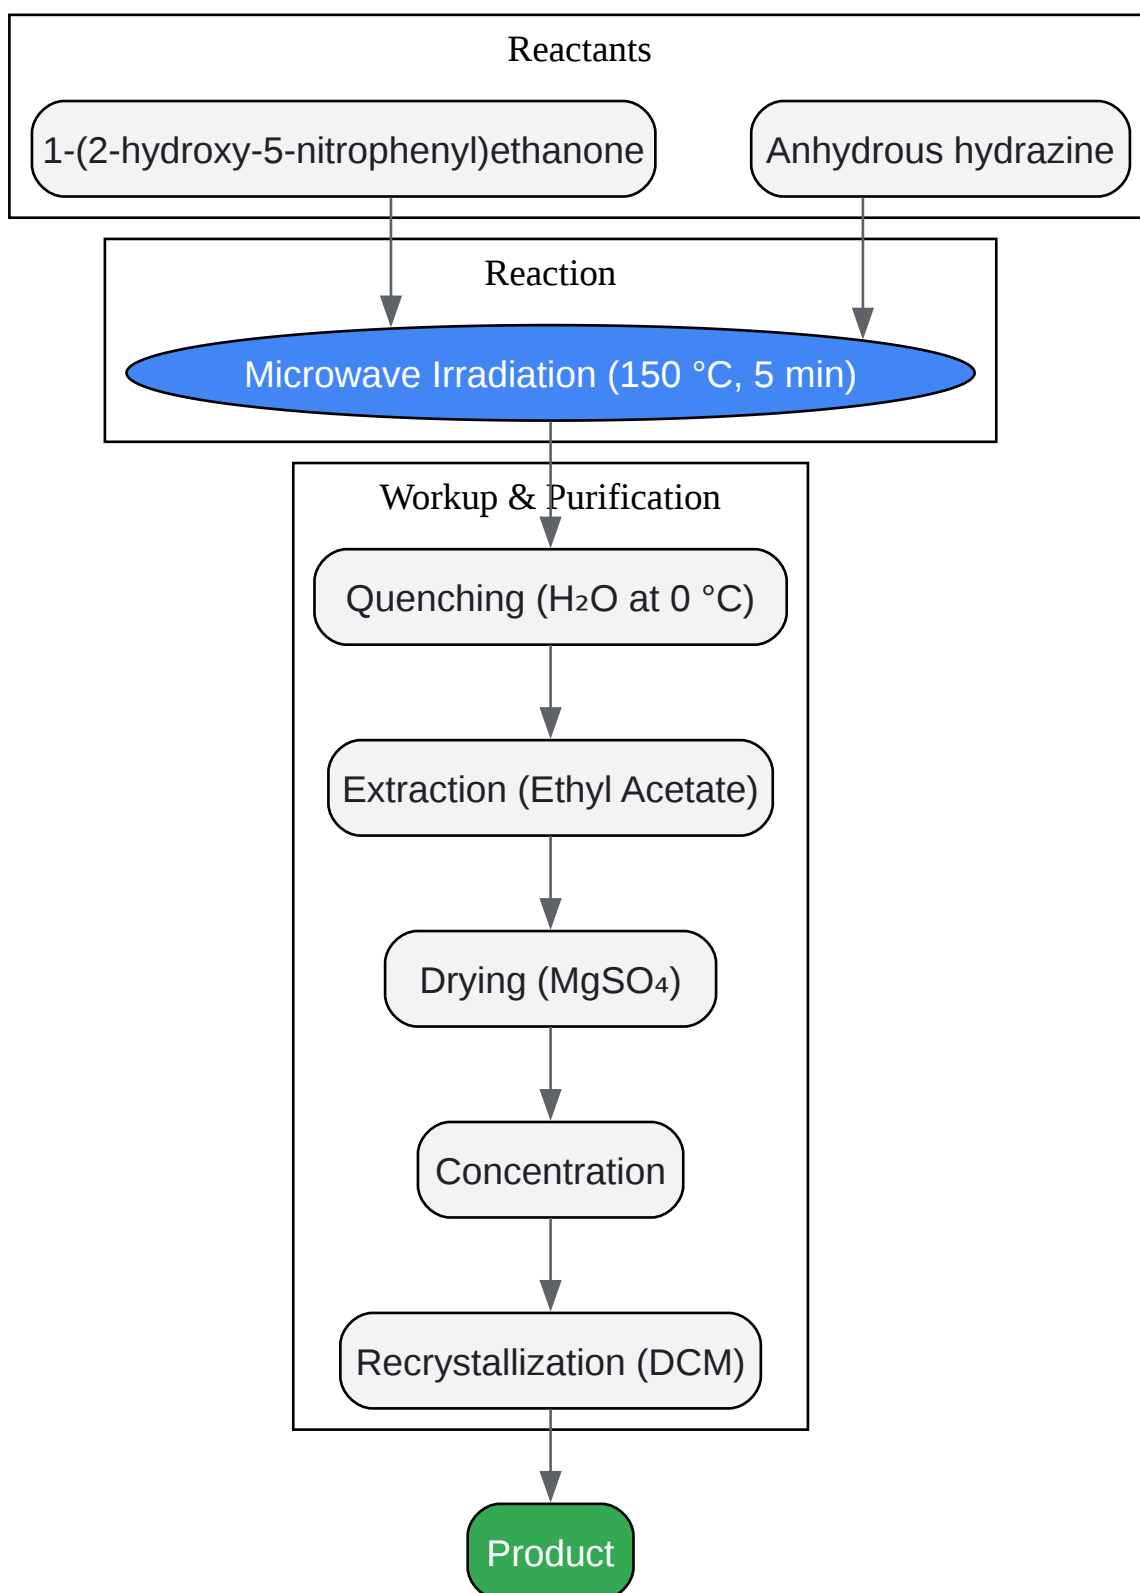 Reactants
1-(2-hydroxy-5-nitrophenyl)ethanone
Anhydrous hydrazine
Reaction
Microwave Irradiation (150 °C, 5 min)
Workup & Purification
Quenching (H₂O at 0 °C)
Extraction (Ethyl Acetate)
Drying (MgSO₄)
Concentration
Recrystallization (DCM)
Product